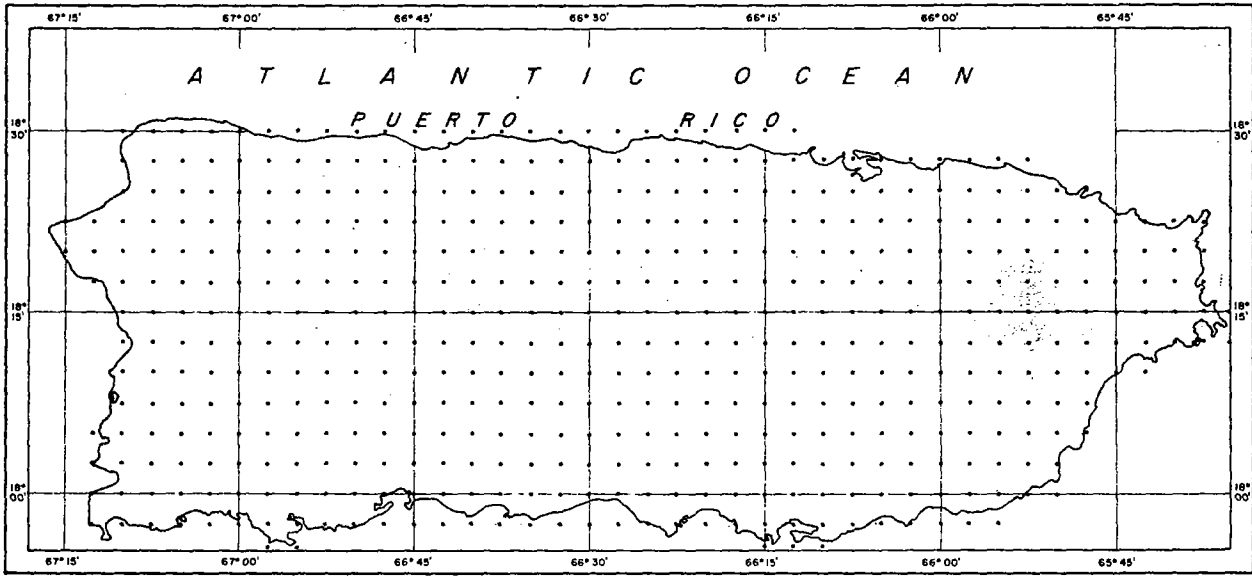 67° 15' 67° 00' 66° 45' 66° 30' 66° 15' 66° 00' 65° 45'
A T L A N T I C O C E A N
P U E R T O R I C O
18° 30' 18° 30'
18° 15' 18° 15'
18° 00' 18° 00'
67° 15' 67° 00' 66° 45' 66° 30' 66° 15' 66° 00' 65° 45'